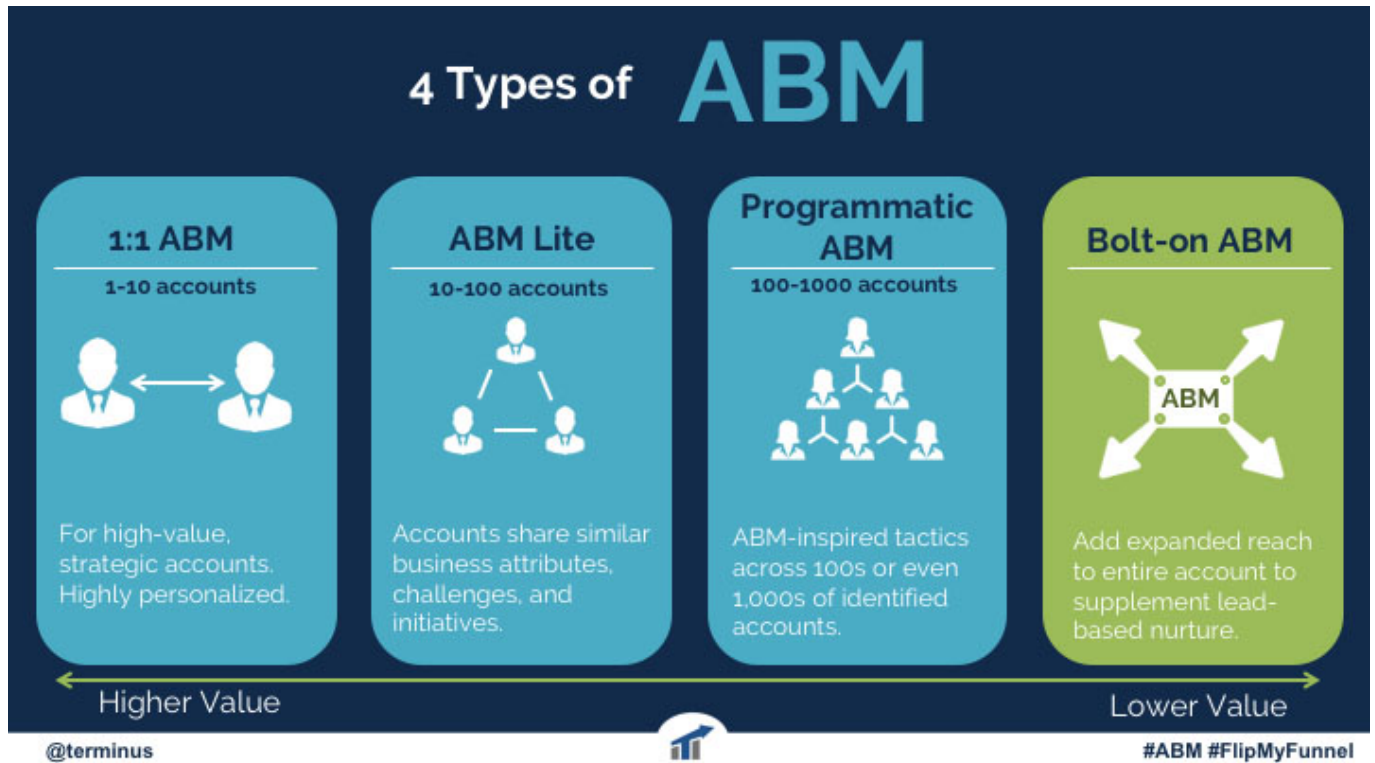 4 Types of ABM
1:1 ABM
1-10 accounts
For high-value,
strategic accounts.
Highly personalized.
ABM Lite
10-100 accounts
Accounts share similar
business attributes,
challenges, and
initiatives.
Programmatic
ABM
100-1000 accounts
ABM-inspired tactics
across 100s or even
1,000s of identified
accounts.
Bolt-on ABM
ABM
Add expanded reach
to entire account to
supplement lead-
based nurture.
Higher Value
Lower Value
@terminus
#ABM #FlipMyFunnel